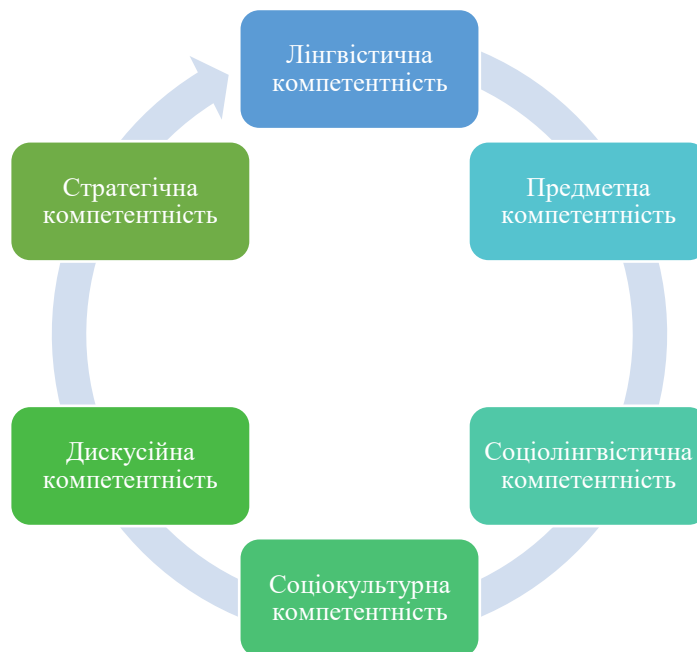 Лінгвістична
компетентність
Предметна
компетентність
Соціолінгвістична
компетентність
Соціокультурна
компетентність
Дискусійна
компетентність
Стратегічна
компетентність